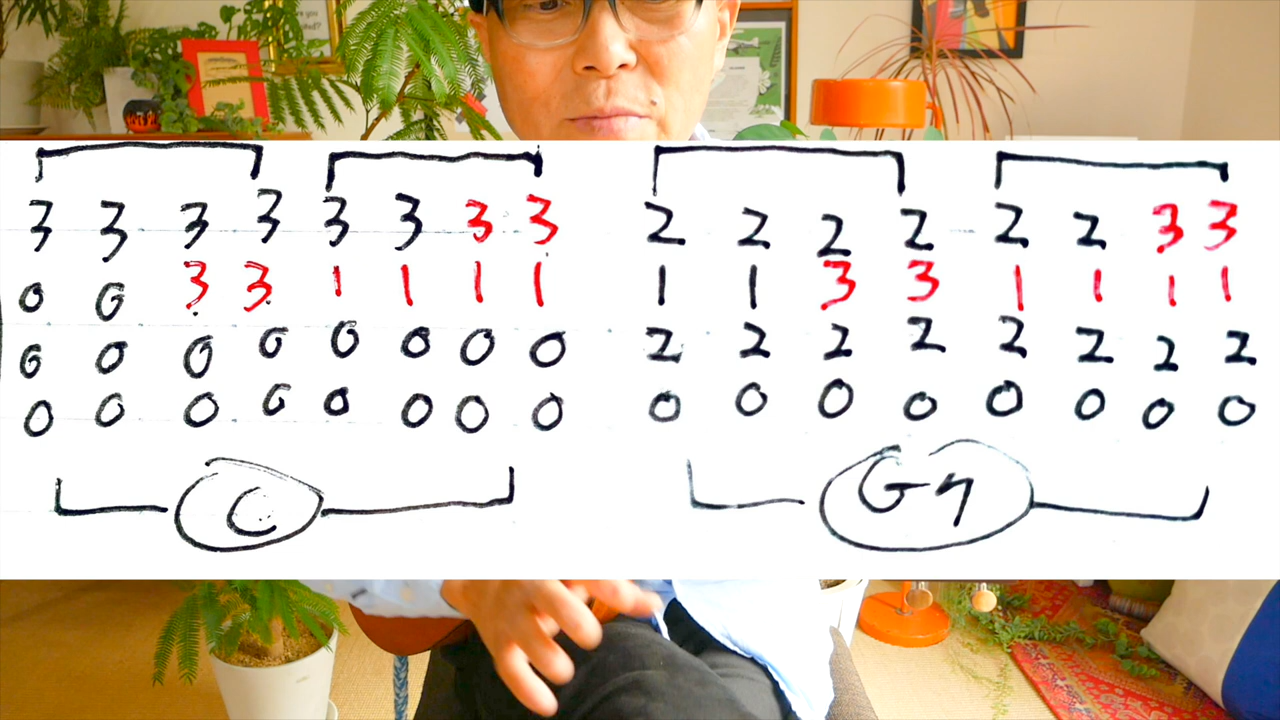 you
3 3 3 3 3 3 3 3 2 2 2 2 2 2 3 3
0 0 3 3 1 1 1 1 1 1 3 3 1 1 1 1
0 0 0 0 0 0 0 0 2 2 2 2 2 2 2 2
0 0 0 0 0 0 0 0 0 0 0 0 0 0 0 0
C G7